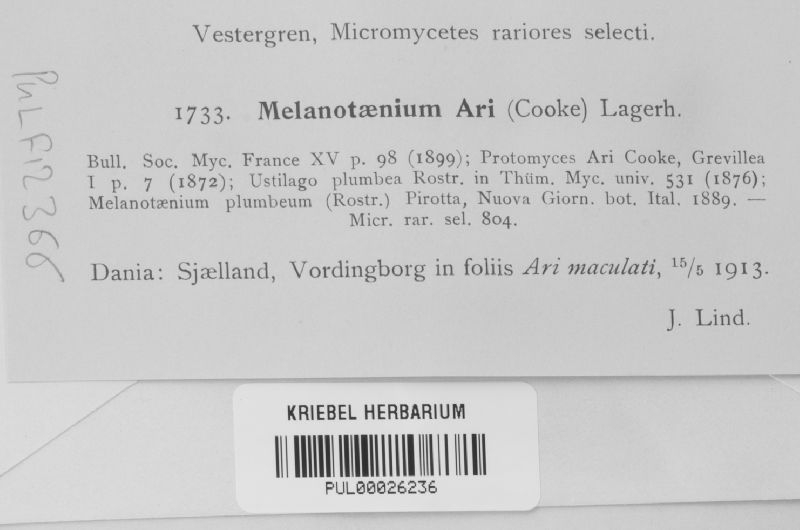 Vestergren, Micromycetes rariores selecti.
1733. Melanotænium Ari (Cooke) Lagerh.
Bull. Soc. Myc. France XV p. 98 (1899); Protomyces Ari Cooke, Grevillea
I p. 7 (1872); Ustilago plumbea Rostr. in Thüm. Myc. univ. 531 (1876);
Melanotænium plumbeum (Rostr.) Pirotta, Nuova Giorn. bot. Ital. 1889. —
Micr. rar. sel. 804.
Dania: Sjælland, Vordingborg in foliis Ari maculati, 15/5 1913.
J. Lind.
PUL F12366
KRIEBEL HERBARIUM
PUL00026236